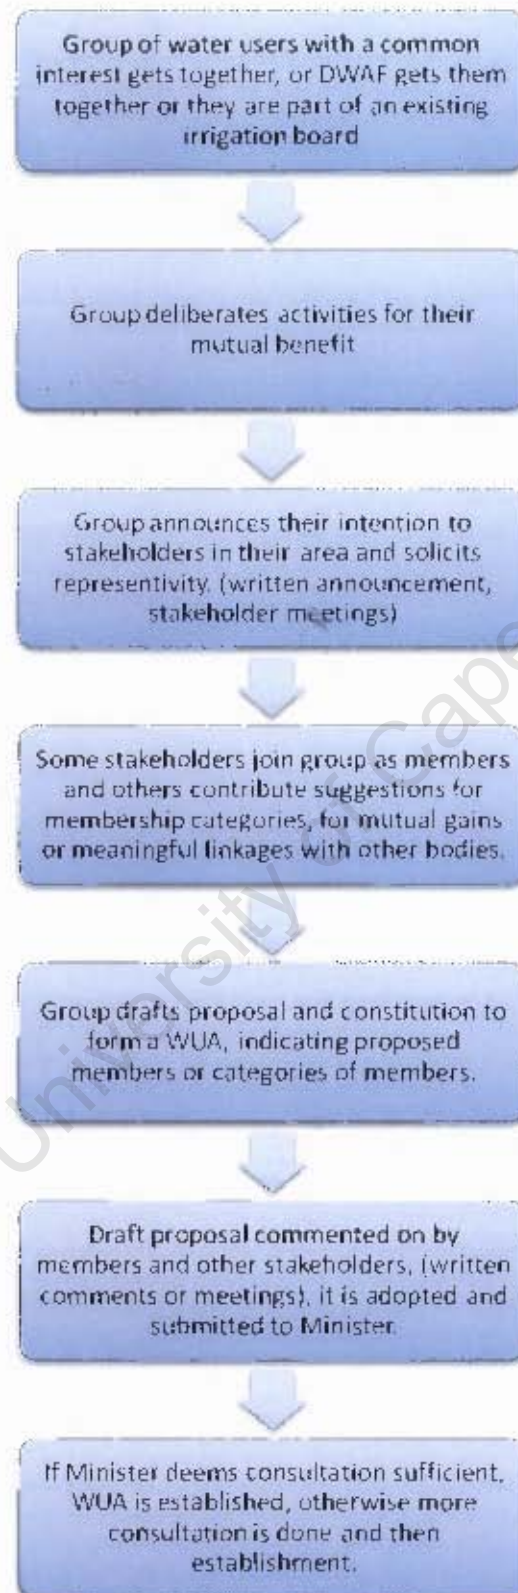 Group of water users with a common
interest gets together, or DWAF gets them
together or they are part of an existing
irrigation board
Group deliberates activities for their
mutual benefit
Group announces their intention to
stakeholders in their area and solicits
representivity. (written announcement,
stakeholder meetings)
Some stakeholders join group as members
and others contribute suggestions for
membership categories, for mutual gains
or meaningful linkages with other bodies.
Group drafts proposal and constitution to
form a WUA, indicating proposed
members or categories of members.
Draft proposal commented on by
members and other stakeholders, (written
comments or meetings), it is adopted and
submitted to Minister.
If Minister deems consultation sufficient,
WUA is established, otherwise more
consultation is done and then
establishment.
University of Cape